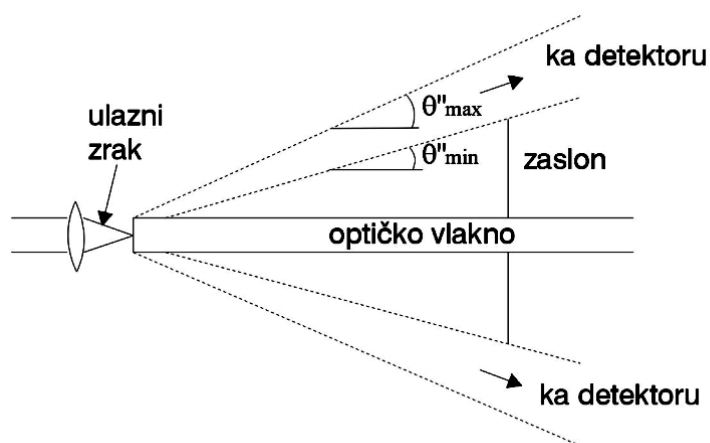 ka detektoru
θ"max
ulazni
zrak
θ"min
zaslon
optičko vlakno
ka detektoru